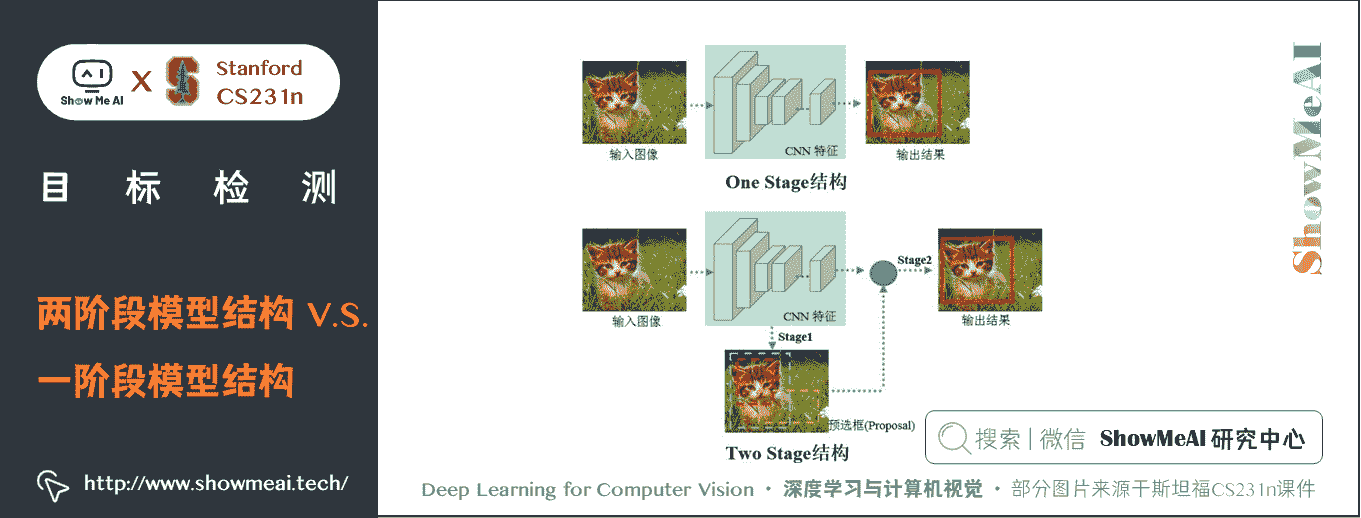 Show Me AI
X
S
Stanford
CS231n
目标检测
两阶段模型结构 V.S.
一阶段模型结构
http://www.showmeai.tech/
输入图像
CNN 特征
输出结果
One Stage结构
输入图像
CNN 特征
Stage1
Stage2
输出结果
预选框(Proposal)
Two Stage结构
ShowMeAI
搜索 | 微信 ShowMeAI 研究中心
Deep Learning for Computer Vision · 深度学习与计算机视觉 · 部分图片来源于斯坦福CS231n课件